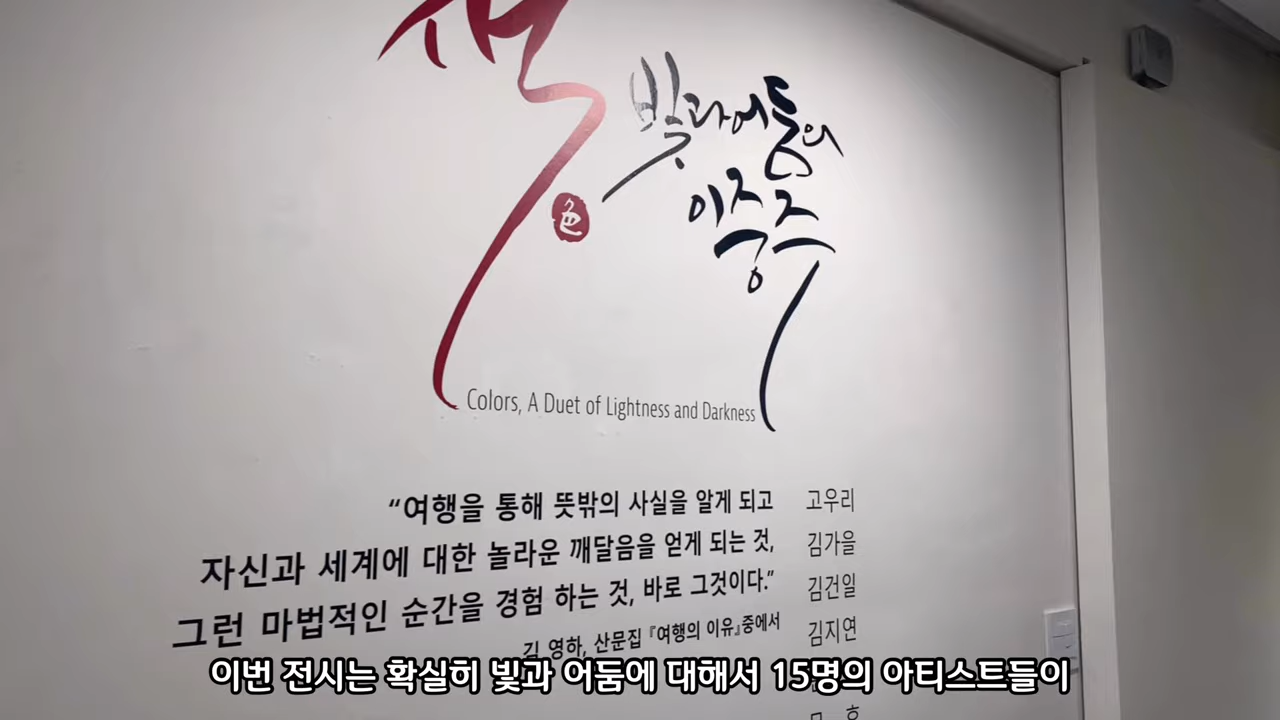 색
빛과어둠의
이중주
色
Colors, A Duet of Lightness and Darkness
“여행을 통해 뜻밖의 사실을 알게 되고
자신과 세계에 대한 놀라운 깨달음을 얻게 되는 것,
그런 마법적인 순간을 경험 하는 것, 바로 그것이다.”
김 영하, 산문집 『여행의 이유』중에서
고우리
김가을
김건일
김지연
이번 전시는 확실히 빛과 어둠에 대해서 15명의 아티스트들이